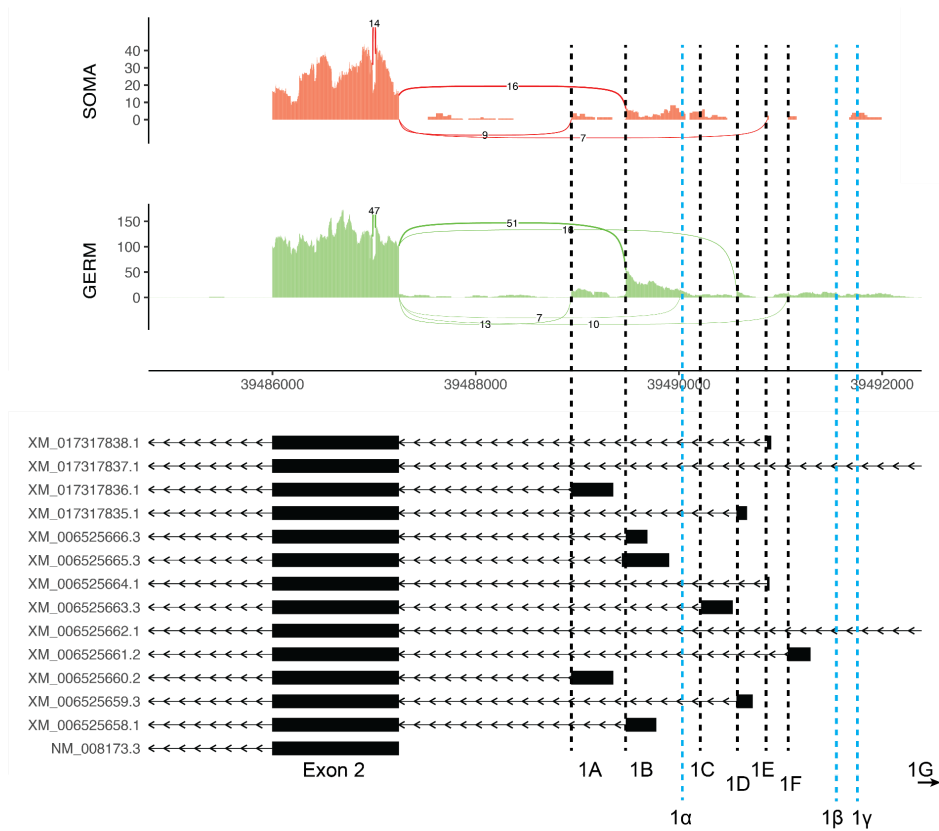 14
40
30
20
10
0
SOMA
16
9
7
47
150
100
50
0
GERM
51
7
13
10
39486000 39488000 39490000 39492000
XM_017317838.1
XM_017317837.1
XM_017317836.1
XM_017317835.1
XM_006525666.3
XM_006525665.3
XM_006525664.1
XM_006525663.3
XM_006525662.1
XM_006525661.2
XM_006525660.2
XM_006525659.3
XM_006525658.1
NM_008173.3
Exon 2 1A 1B 1C 1D 1E 1F 1G
1α 1β 1γ